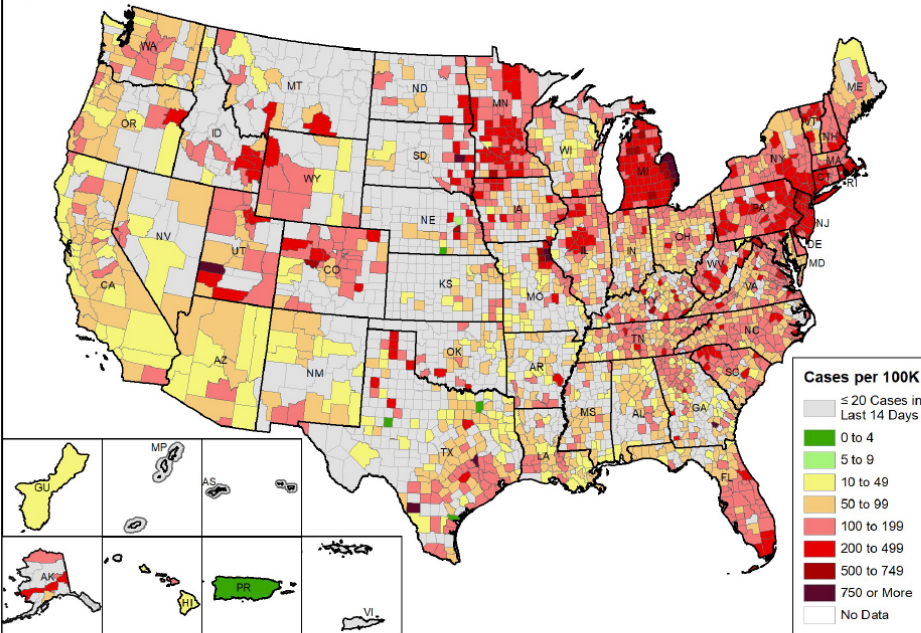 WA
MT
ND
MN
ME
OR
ID
SD
WI
VT
NH
NY
MA
CT
RI
WY
MI
IA
NE
PA
NJ
NV
UT
CO
IL
IN
OH
DE
MD
WV
VA
CA
KS
MO
KY
NC
TN
AZ
NM
OK
AR
SC
MS
AL
GA
TX
LA
FL
Cases per 100K
≤ 20 Cases in
Last 14 Days
0 to 4
5 to 9
10 to 49
50 to 99
100 to 199
200 to 499
500 to 749
750 or More
No Data
GU
MP
AS
AK
HI
PR
VI